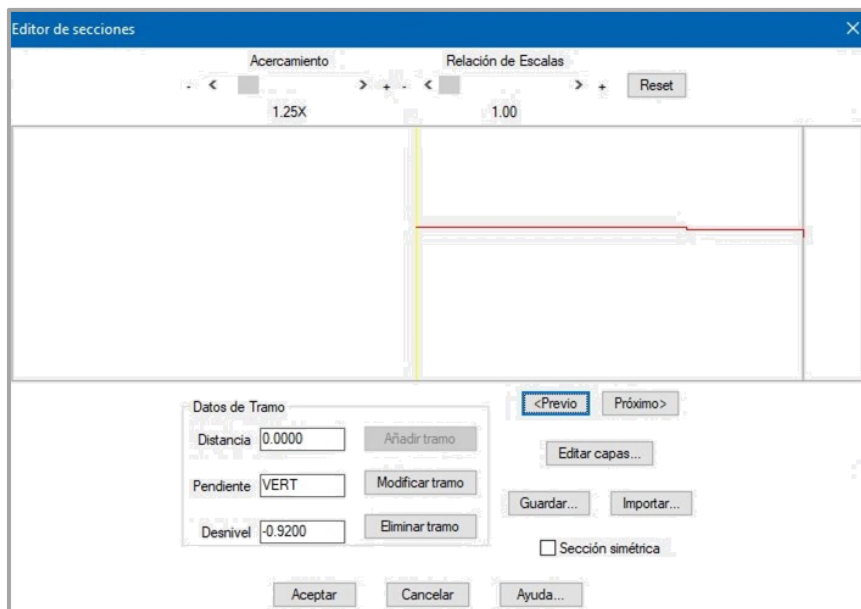 Editor de secciones
Acercamiento Relación de Escalas
- < > + - < > + Reset
1.25X 1.00
Datos de Tramo <Previo Próximo>
Distancia 0.0000 Añadir tramo
Editar capas...
Pendiente VERT Modificar tramo
Guardar... Importar...
Desnivel -0.9200 Eliminar tramo
Sección simétrica
Aceptar Cancelar Ayuda...